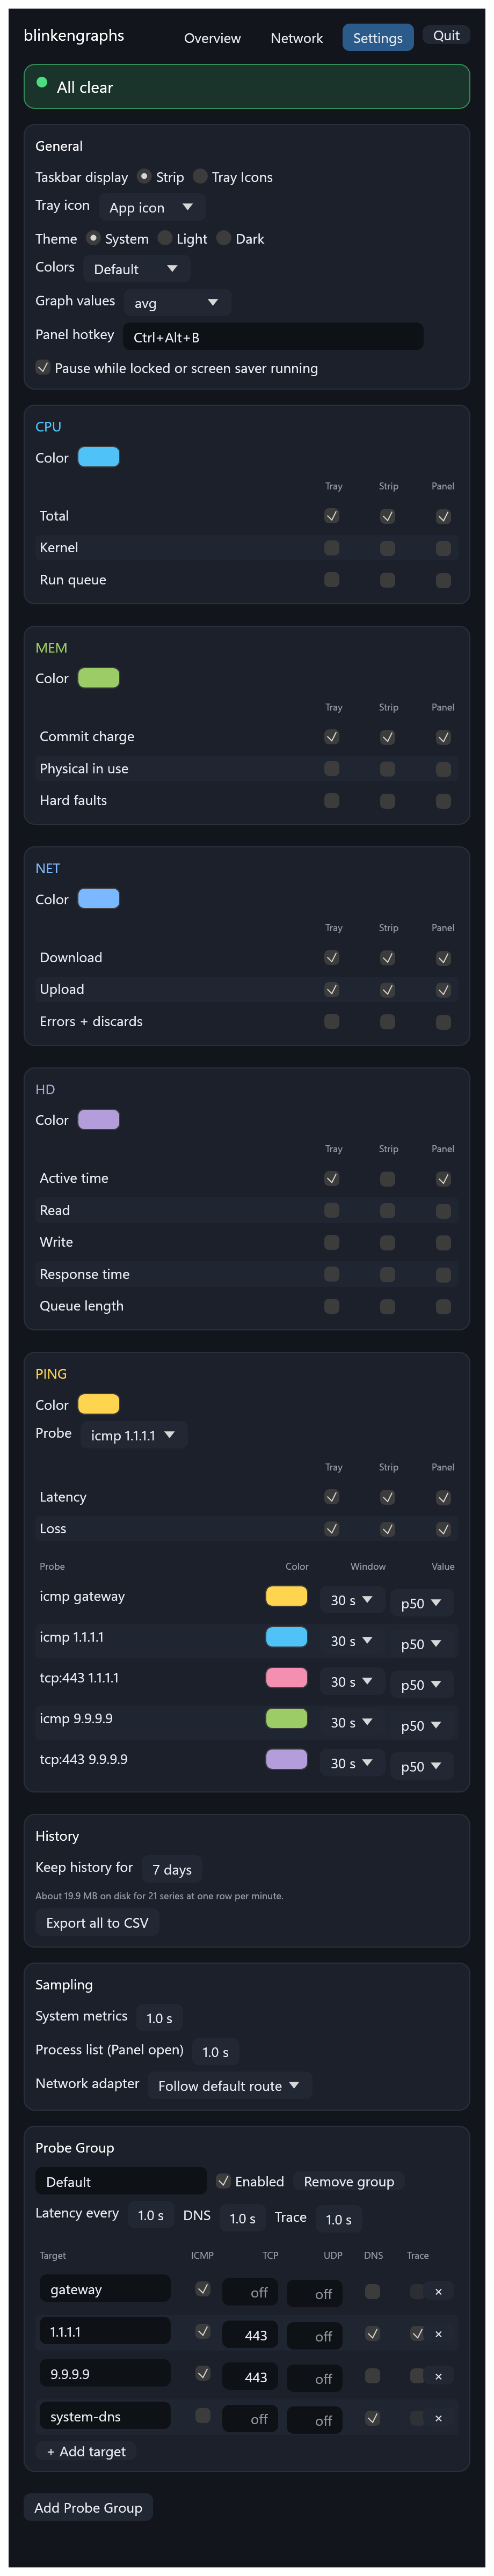 blinkengraphs Overview Network Settings Quit
All clear
General
Taskbar display Strip Tray Icons
Tray icon App icon
Theme System Light Dark
Colors Default
Graph values avg
Panel hotkey Ctrl+Alt+B
Pause while locked or screen saver running
CPU
Color
Tray Strip Panel
Total
Kernel
Run queue
MEM
Color
Tray Strip Panel
Commit charge
Physical in use
Hard faults
NET
Color
Tray Strip Panel
Download
Upload
Errors + discards
HD
Color
Tray Strip Panel
Active time
Read
Write
Response time
Queue length
PING
Color
Probe icmp 1.1.1.1
Tray Strip Panel
Latency
Loss
Probe Color Window Value
icmp gateway 30 s p50
icmp 1.1.1.1 30 s p50
tcp:443 1.1.1.1 30 s p50
icmp 9.9.9.9 30 s p50
tcp:443 9.9.9.9 30 s p50
History
Keep history for 7 days
About 19.9 MB on disk for 21 series at one row per minute.
Export all to CSV
Sampling
System metrics 1.0 s
Process list (Panel open) 1.0 s
Network adapter Follow default route
Probe Group
Default Enabled Remove group
Latency every 1.0 s DNS 1.0 s Trace 1.0 s
Target ICMP TCP UDP DNS Trace
gateway off off ×
1.1.1.1 443 off ×
9.9.9.9 443 off ×
system-dns off off ×
+ Add target
Add Probe Group